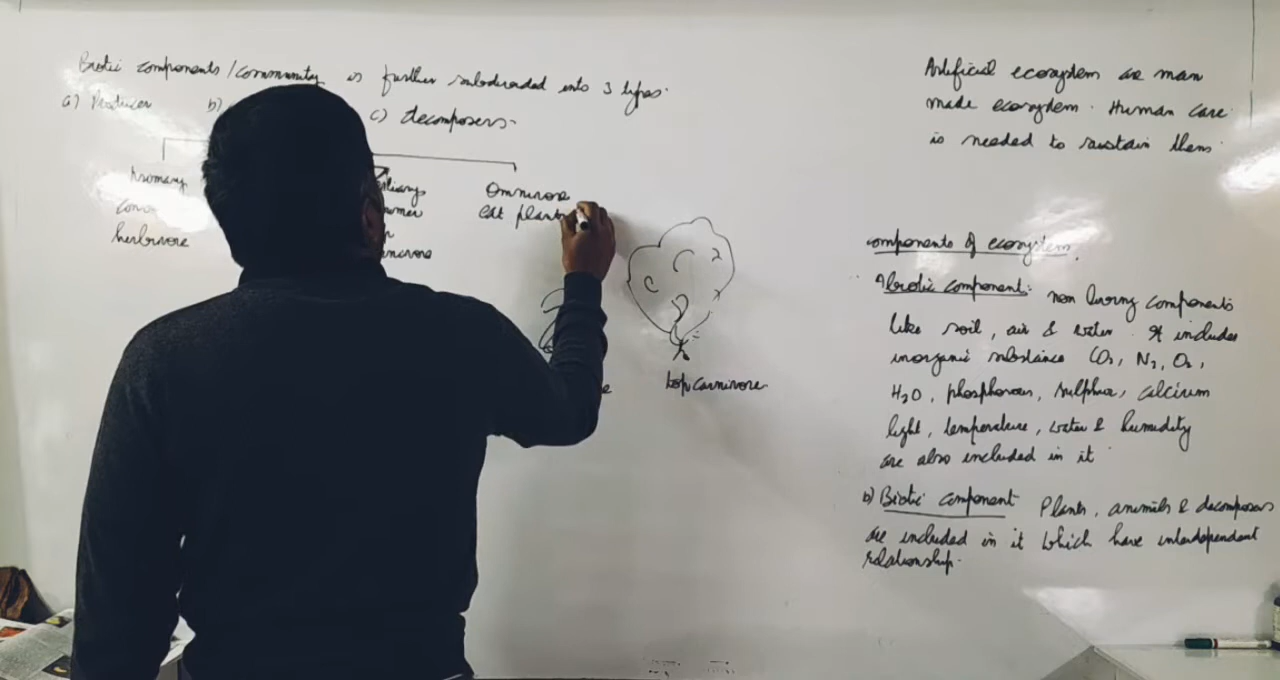 Biotic components/community is further subdivided into 3 types.
a) Producer b) c) decomposers.
Primary
herbivore
Omnivore
Eat plants
top carnivore
Artificial ecosystem are man
made ecosystem. Human care
is needed to sustain them.
components of ecosystem.
Abiotic component: non living components
like soil, air & water. It includes
inorganic substance CO2, N2, O2,
H2O, phosphorous, Sulphur, calcium
light, temperature, water & humidity
are also included in it
b) Biotic component Plants, animals & decomposers
are included in it which have interdependent
relationship.